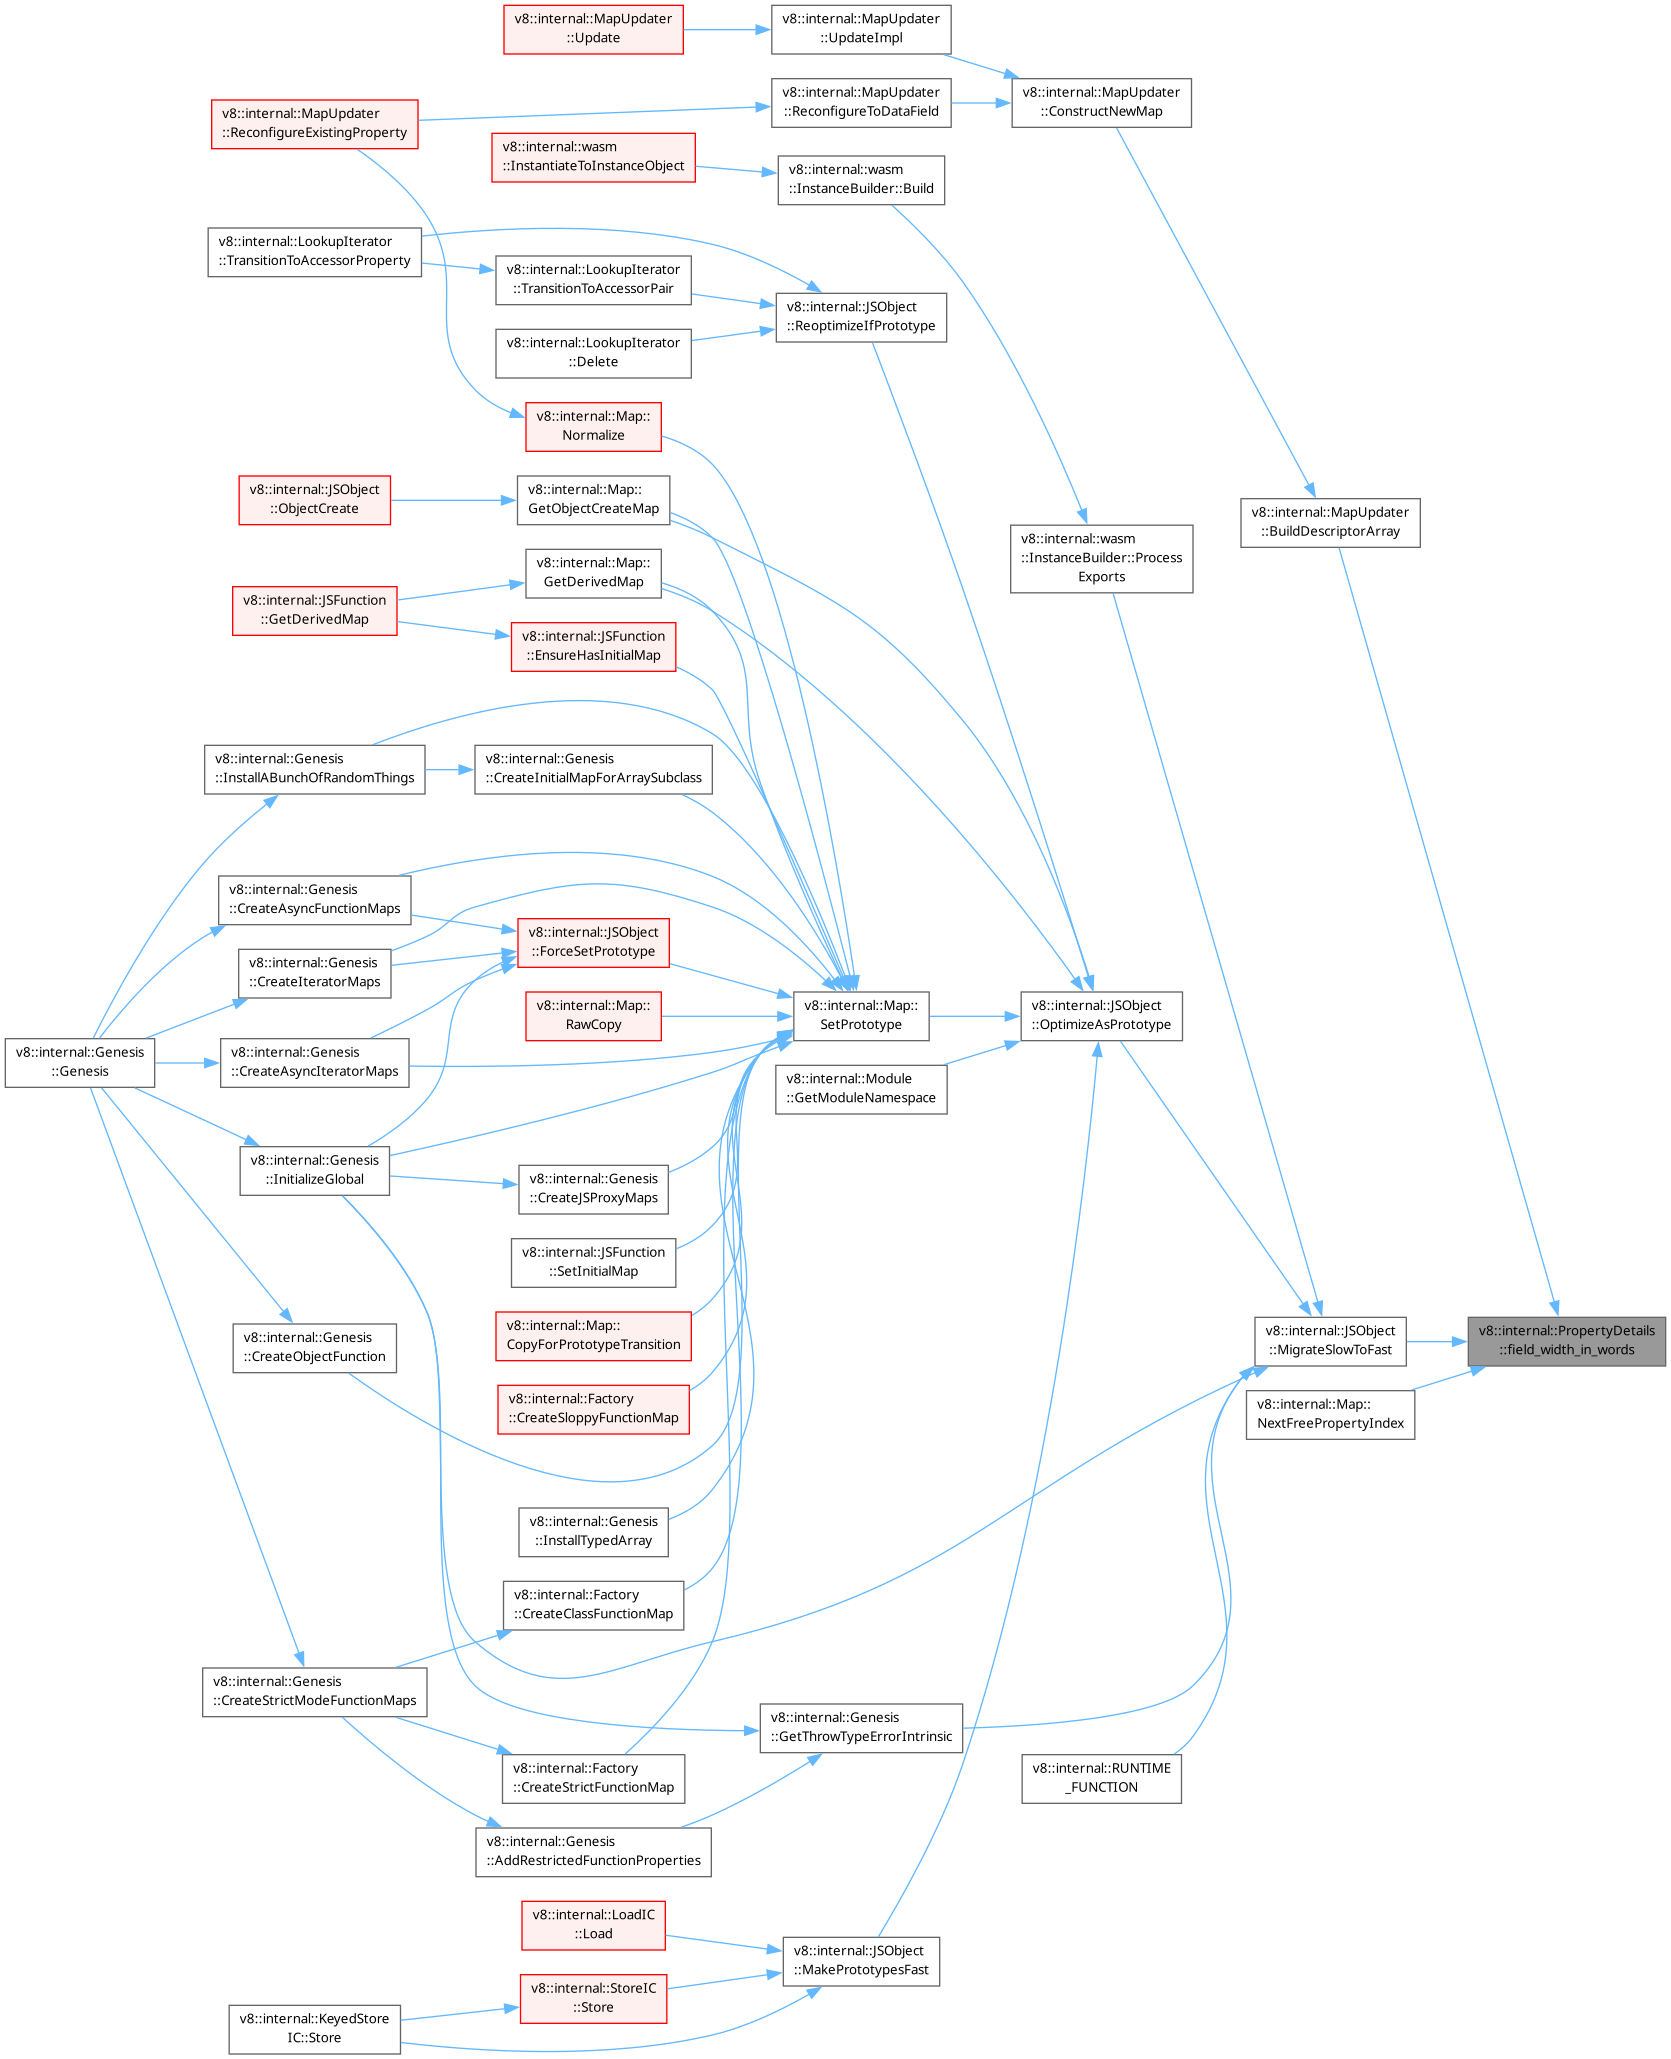 v8::internal::MapUpdater
::Update
v8::internal::MapUpdater
::UpdateImpl
v8::internal::MapUpdater
::ReconfigureExistingProperty
v8::internal::MapUpdater
::ReconfigureToDataField
v8::internal::MapUpdater
::ConstructNewMap
v8::internal::wasm
::InstantiateToInstanceObject
v8::internal::wasm
::InstanceBuilder::Build
v8::internal::LookupIterator
::TransitionToAccessorProperty
v8::internal::LookupIterator
::TransitionToAccessorPair
v8::internal::JSObject
::ReoptimizeIfPrototype
v8::internal::LookupIterator
::Delete
v8::internal::Map::
Normalize
v8::internal::JSObject
::ObjectCreate
v8::internal::Map::
GetObjectCreateMap
v8::internal::MapUpdater
::BuildDescriptorArray
v8::internal::wasm
::InstanceBuilder::Process
Exports
v8::internal::Map::
GetDerivedMap
v8::internal::JSFunction
::GetDerivedMap
v8::internal::JSFunction
::EnsureHasInitialMap
v8::internal::Genesis
::InstallABunchOfRandomThings
v8::internal::Genesis
::CreateInitialMapForArraySubclass
v8::internal::Genesis
::CreateAsyncFunctionMaps
v8::internal::JSObject
::ForceSetPrototype
v8::internal::Genesis
::CreateIteratorMaps
v8::internal::Map::
RawCopy
v8::internal::Map::
SetPrototype
v8::internal::JSObject
::OptimizeAsPrototype
v8::internal::Genesis
::Genesis
v8::internal::Genesis
::CreateAsyncIteratorMaps
v8::internal::Module
::GetModuleNamespace
v8::internal::Genesis
::InitializeGlobal
v8::internal::Genesis
::CreateJSProxyMaps
v8::internal::JSFunction
::SetInitialMap
v8::internal::Genesis
::CreateObjectFunction
v8::internal::Map::
CopyForPrototypeTransition
v8::internal::JSObject
::MigrateSlowToFast
v8::internal::PropertyDetails
::field_width_in_words
v8::internal::Factory
::CreateSloppyFunctionMap
v8::internal::Map::
NextFreePropertyIndex
v8::internal::Genesis
::InstallTypedArray
v8::internal::Factory
::CreateClassFunctionMap
v8::internal::Genesis
::CreateStrictModeFunctionMaps
v8::internal::Genesis
::GetThrowTypeErrorIntrinsic
v8::internal::Factory
::CreateStrictFunctionMap
v8::internal::RUNTIME
_FUNCTION
v8::internal::Genesis
::AddRestrictedFunctionProperties
v8::internal::LoadIC
::Load
v8::internal::JSObject
::MakePrototypesFast
v8::internal::StoreIC
::Store
v8::internal::KeyedStore
IC::Store